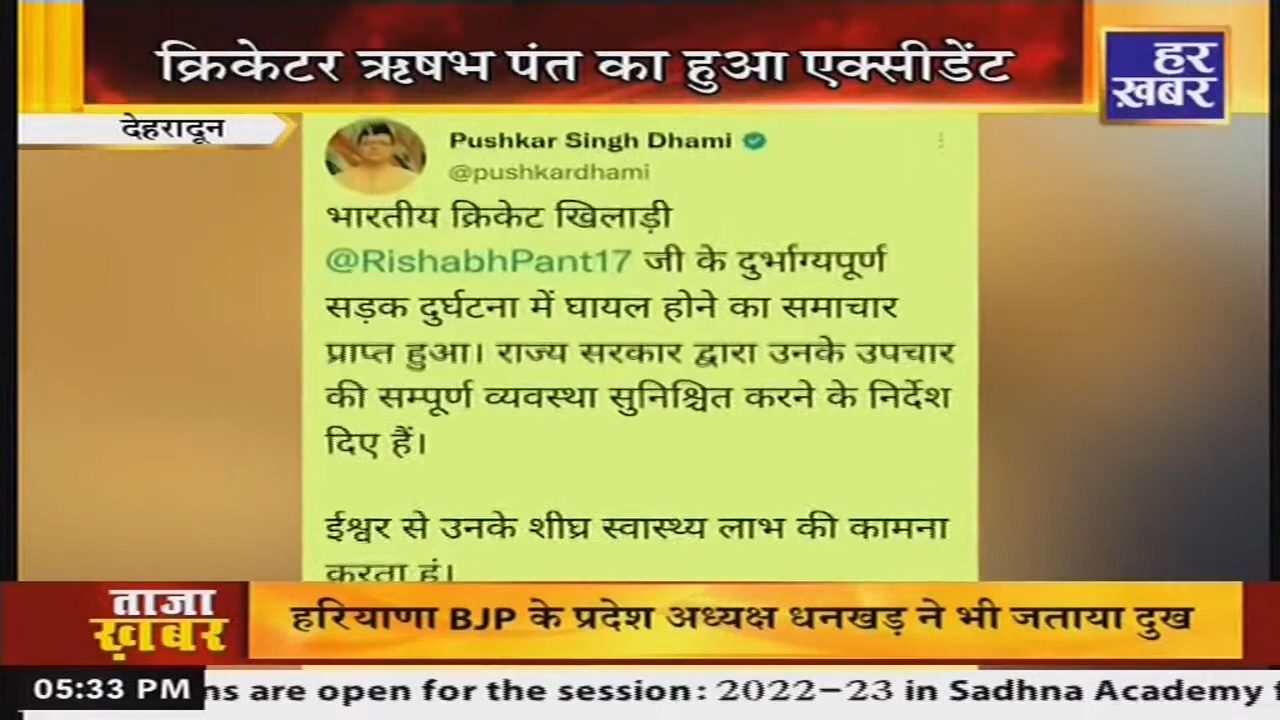 क्रिकेटर ऋषभ पंत का हुआ एक्सीडेंट
हर
ख़बर
देहरादून
Pushkar Singh Dhami
@pushkardhami
भारतीय क्रिकेट खिलाड़ी
@RishabhPant17 जी के दुर्भाग्यपूर्ण
सड़क दुर्घटना में घायल होने का समाचार
प्राप्त हुआ। राज्य सरकार द्वारा उनके उपचार
की सम्पूर्ण व्यवस्था सुनिश्चित करने के निर्देश
दिए हैं।
ईश्वर से उनके शीघ्र स्वास्थ्य लाभ की कामना
करता हूं।
ताजा
ख़बर
हरियाणा BJP के प्रदेश अध्यक्ष धनखड़ ने भी जताया दुख
05:33 PM
are open for the session: 2022-23 in Sadhna Academy